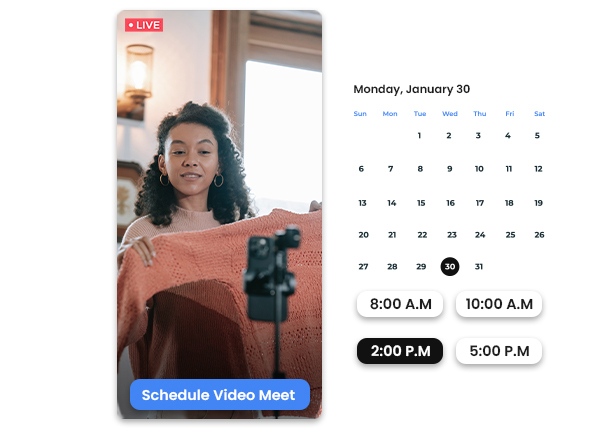 LIVE
Schedule Video Meet
Monday, January 30
Sun Mon Tue Wed Thu Fri Sat
1 2 3 4 5
6 7 8 9 10 11 12
13 14 15 16 17 18 19
20 21 22 23 24 25 26
27 28 29 30 31
8:00 A.M 10:00 A.M
2:00 P.M 5:00 P.M